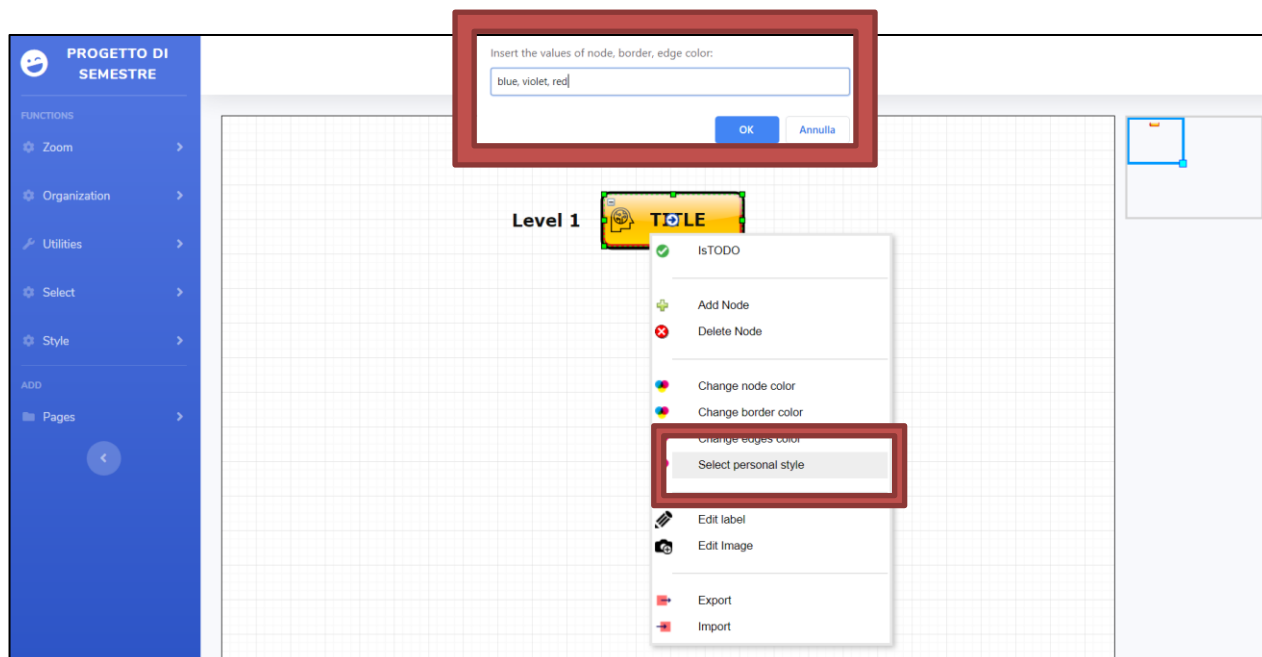 PROGETTO DI
SEMESTRE
FUNCTIONS
Zoom
Organization
Utilities
Select
Style
ADD
Pages
Insert the values of node, border, edge color:
blue, violet, red
OK Annulla
Level 1 TITLE
IsTODO
Add Node
Delete Node
Change node color
Change border color
Change edges color
Select personal style
Edit label
Edit Image
Export
Import